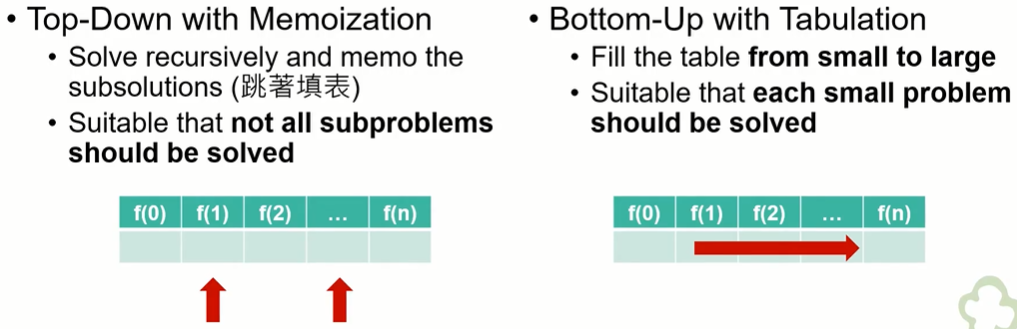 • Top-Down with Memoization
• Solve recursively and memo the
subsolutions (跳著填表)
• Suitable that not all subproblems
should be solved
f(0) f(1) f(2) ... f(n)
• Bottom-Up with Tabulation
• Fill the table from small to large
• Suitable that each small problem
should be solved
f(0) f(1) f(2) ... f(n)